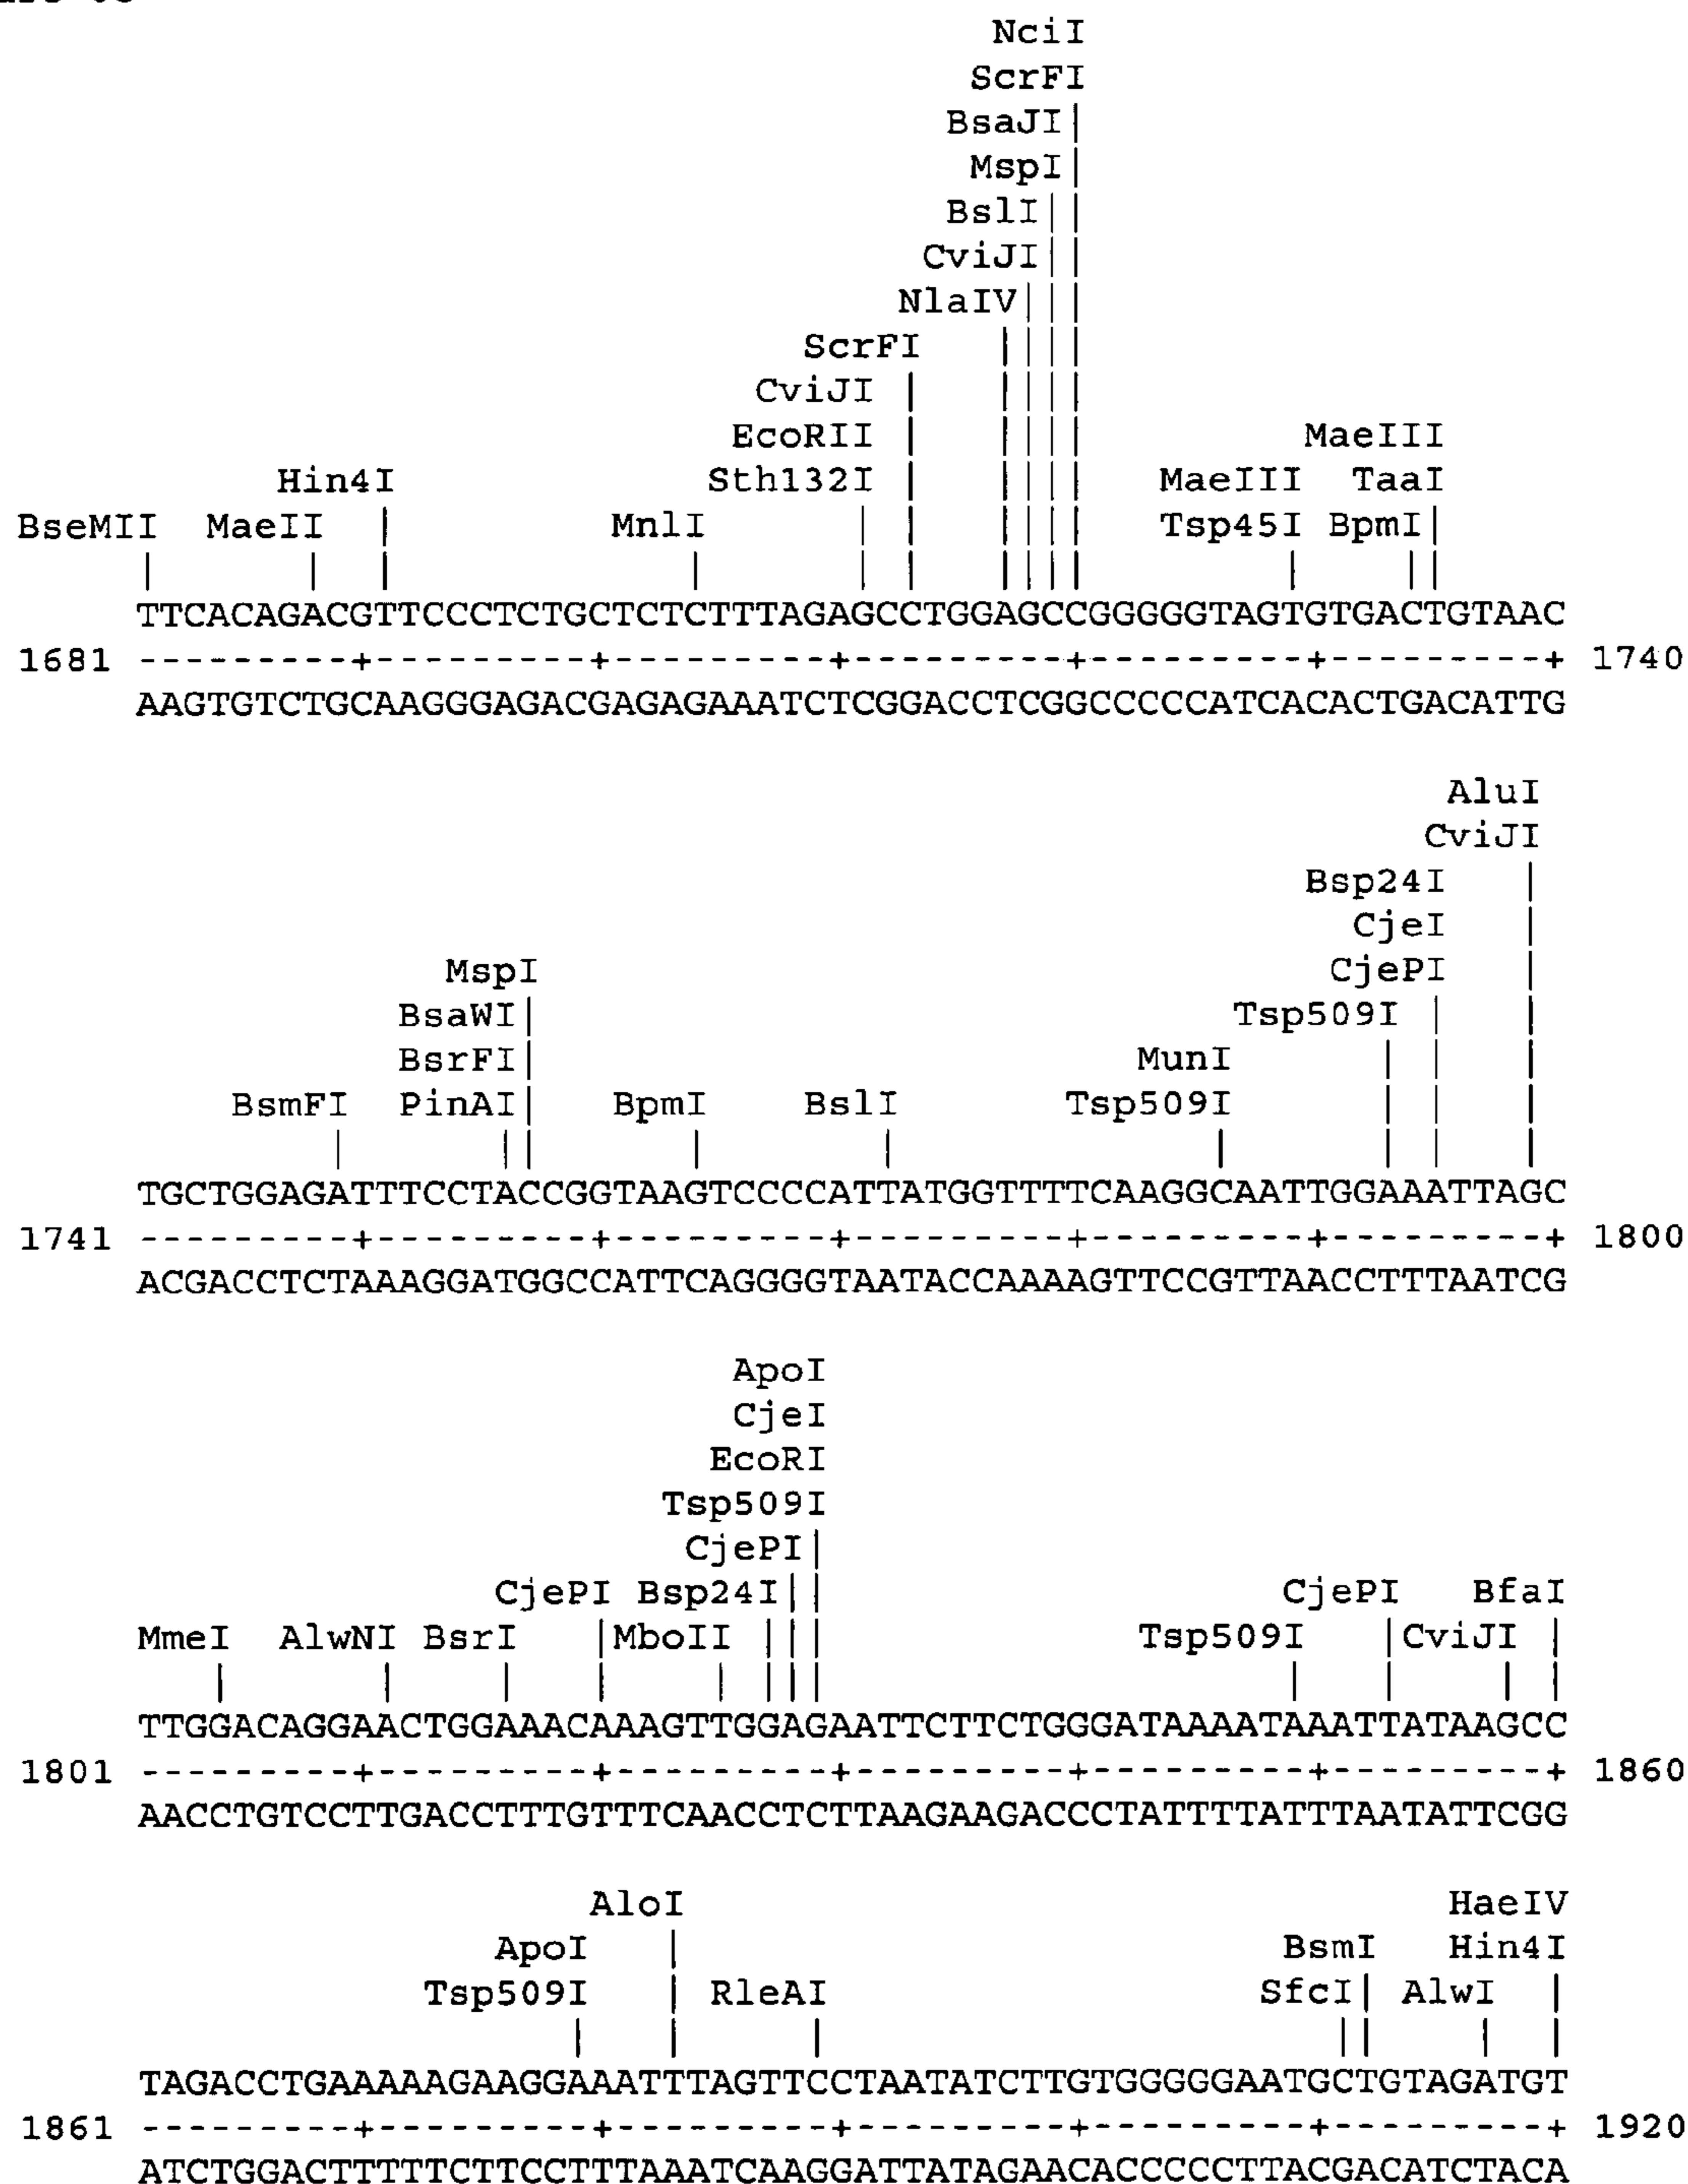 NciI
ScrFI
BsaJI|
MspI|
BslI||
CviJI||
NlaIV|||
ScrFI ||||
CviJI | ||||
EcoRII | |||| MaeIII
Hin4I Sth132I | |||| MaeIII TaaI
BseMII MaeII | MnlI | | |||| Tsp45I BpmI|
TTCACAGACGTTCCCTCTGCTCTCTTTAGAGCCTGGAGCCGGGGGTAGTGTGACTGTAAC
1681 ---------+---------+---------+---------+---------+---------+ 1740
AAGTGTCTGCAAGGGAGACGAGAGAAATCTCGGACCTCGGCCCCCATCACACTGACATTG
AluI
CviJI
Bsp24I |
CjeI |
MspI CjePI |
BsaWI| Tsp509I | |
BsrFI| MunI | | |
BsmFI PinAI| BpmI BslI Tsp509I | | |
TGCTGGAGATTTCCTACCGGTAAGTCCCCATTATGGTTTTCAAGGCAATTGGAAATTAGC
1741 ---------+---------+---------+---------+---------+---------+ 1800
ACGACCTCTAAAGGATGGCCATTCAGGGGTAATACCAAAAGTTCCGTTAACCTTTAATCG
ApoI
CjeI
EcoRI
Tsp509I
CjePI|
CjePI Bsp24I|| CjePI BfaI
MmeI AlwNI BsrI |MboII ||| Tsp509I |CviJI |
TTGGACAGGAACTGGAAACAAAGTTGGAGAATTCTTCTGGGATAAAATAAATTATAAGCC
1801 ---------+---------+---------+---------+---------+---------+ 1860
AACCTGTCCTTGACCTTTGTTTCAACCTCTTAAGAAGACCCTATTTTATTTAATATTCGG
AloI HaeIV
ApoI | BsmI Hin4I
Tsp509I | RleAI SfcI| AlwI |
TAGACCTGAAAAAAGAAGGAAATTTAGTTCCTAATATCTTGTGGGGGAATGCTGTAGATGT
1861 ---------+---------+---------+---------+---------+---------+ 1920
ATCTGGACTTTTTTCTTCCTTTAAATCAAGGATTATAGAACACCCCCTTACGACATCTACA